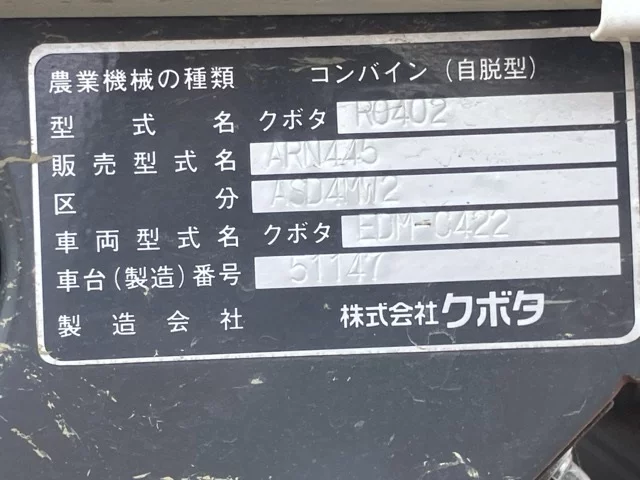 農業機械の種類 コンバイン(自脱型)
型式名 クボタ R0402
販売型式名 ARN445
区分 ASD4MW2
車両型式名 クボタ EDM-C422
車台(製造)番号 51147
製造会社 株式会社クボタ